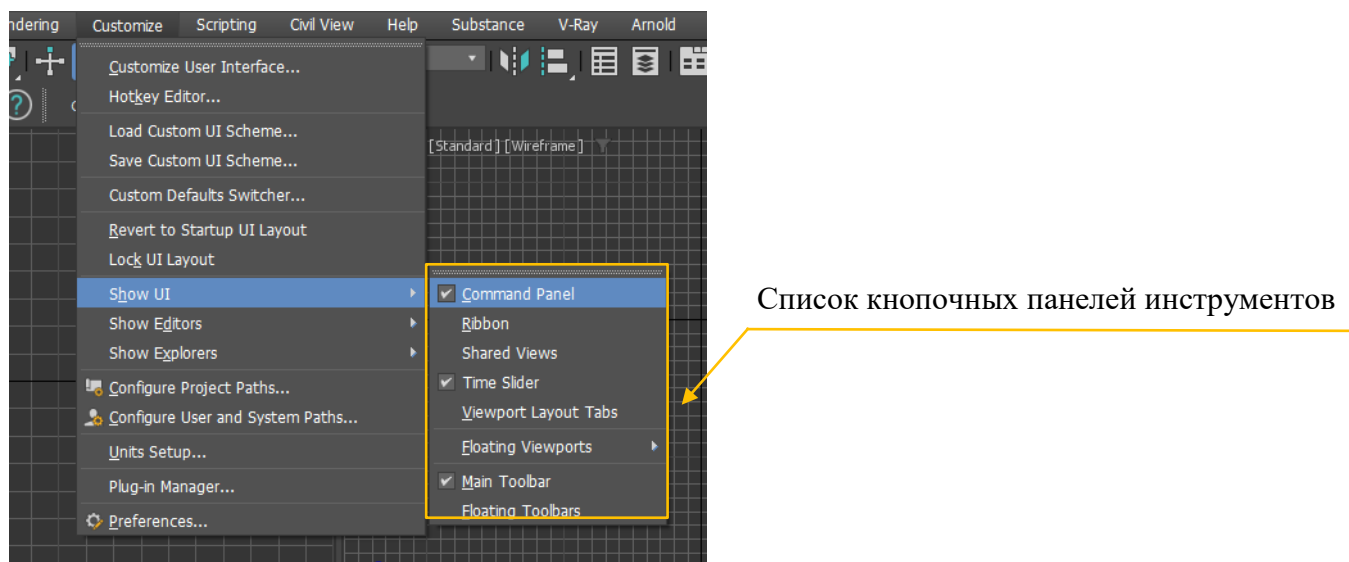 ndering Customize Scripting Civil View Help Substance V-Ray Arnold
Customize User Interface...
Hotkey Editor...
Load Custom UI Scheme...
Save Custom UI Scheme...
Custom Defaults Switcher...
Revert to Startup UI Layout
Lock UI Layout
Show UI
Show Editors
Show Explorers
Configure Project Paths...
Configure User and System Paths...
Units Setup...
Plug-in Manager...
Preferences...
[Standard] [Wireframe]
Command Panel
Ribbon
Shared Views
Time Slider
Viewport Layout Tabs
Floating Viewports
Main Toolbar
Floating Toolbars
Список кнопочных панелей инструментов